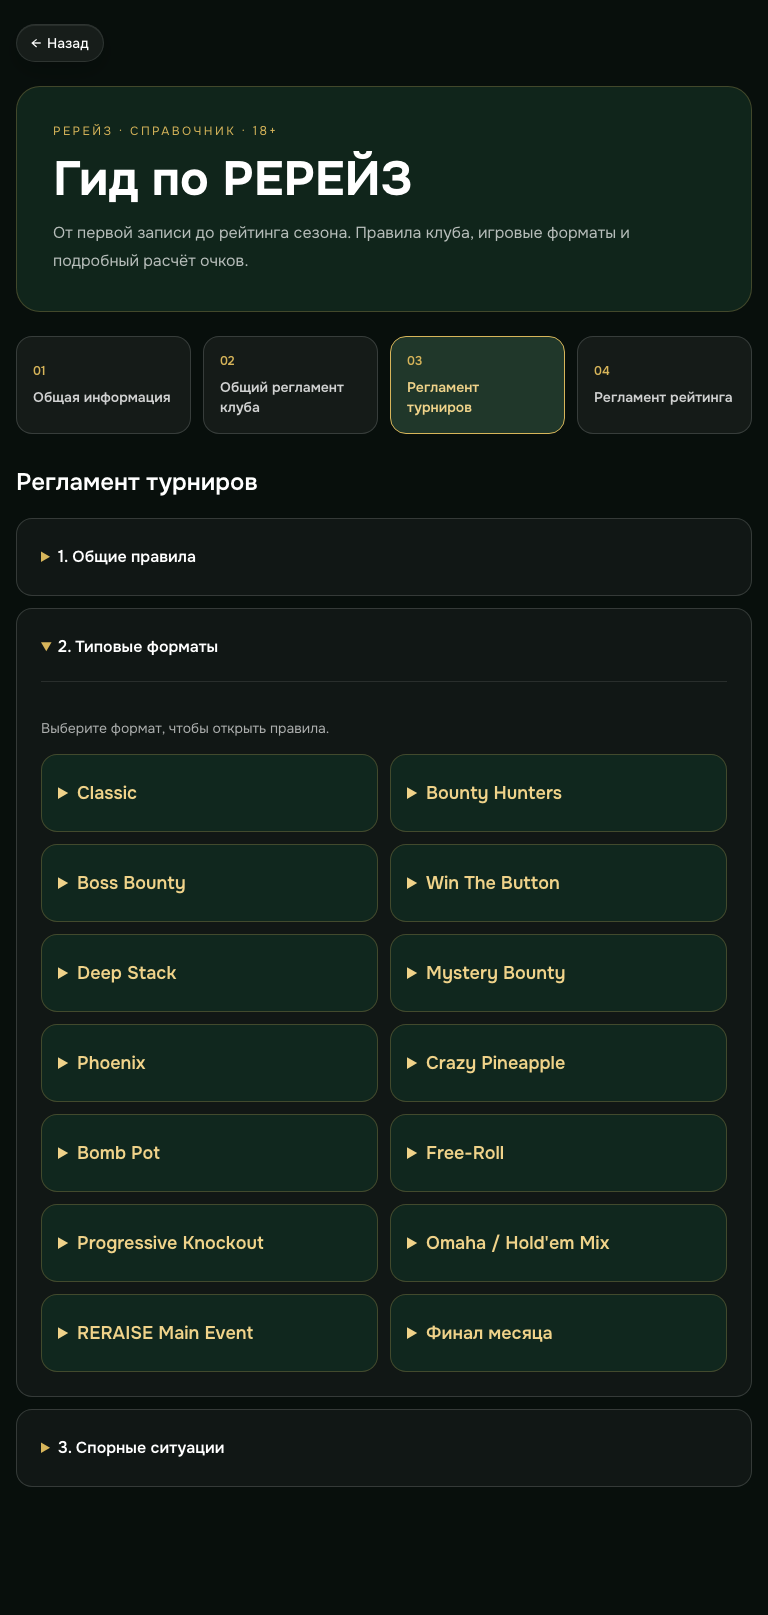 ← Назад
РЕРЕЙЗ · СПРАВОЧНИК · 18+
Гид по РЕРЕЙЗ
От первой записи до рейтинга сезона. Правила клуба, игровые форматы и
подробный расчёт очков.
01
Общая информация
02
Общий регламент
клуба
03
Регламент
турниров
04
Регламент рейтинга
Регламент турниров
1. Общие правила
2. Типовые форматы
Выберите формат, чтобы открыть правила.
Classic
Bounty Hunters
Boss Bounty
Win The Button
Deep Stack
Mystery Bounty
Phoenix
Crazy Pineapple
Bomb Pot
Free-Roll
Progressive Knockout
Omaha / Hold'em Mix
RERAISE Main Event
Финал месяца
3. Спорные ситуации